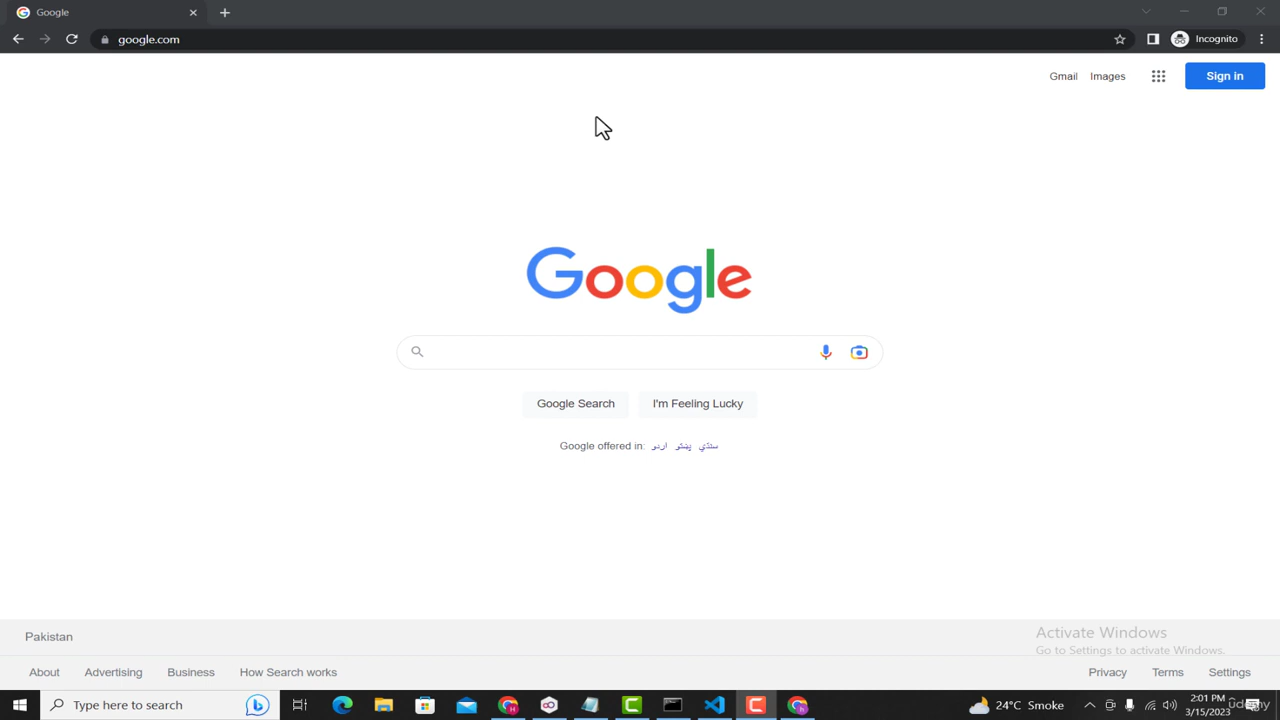 Google
google.com
Incognito
Gmail Images Sign in
Google
Google Search I'm Feeling Lucky
Google offered in: اردو پښتو سنڌي
Pakistan
Activate Windows
Go to Settings to activate Windows.
About Advertising Business How Search works Privacy Terms Settings
Type here to search 24°C Smoke 2:01 PM
3/15/2023
Udemy